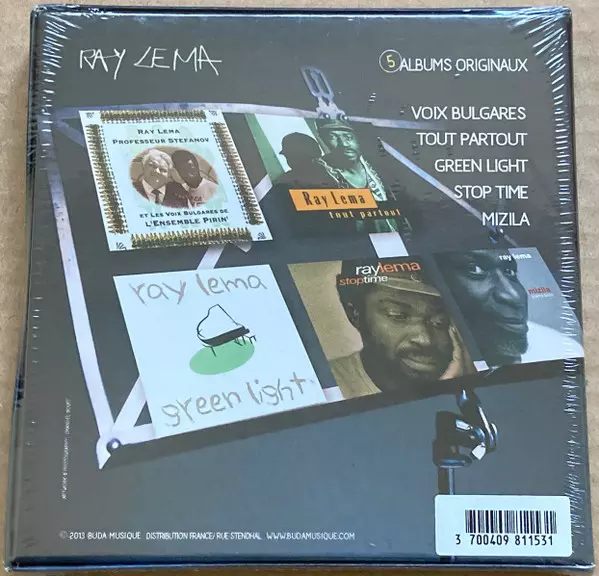 RAY LEMA
5 ALBUMS ORIGINAUX
VOIX BULGARES
TOUT PARTOUT
GREEN LIGHT
STOP TIME
MIZILA
RAY LEMA
PROFESSEUR STEFANOV
ET LES VOIX BULGARES DE
L'ENSEMBLE PIRIN'
Ray Lema
tout partout
ray lema
green light
raylema
stoptime
ray lema
mizila
© 2013 BUDA MUSIQUE DISTRIBUTION FRANCE/ RUE STENDHAL WWW.BUDAMUSIQUE.COM
3 700409 811531